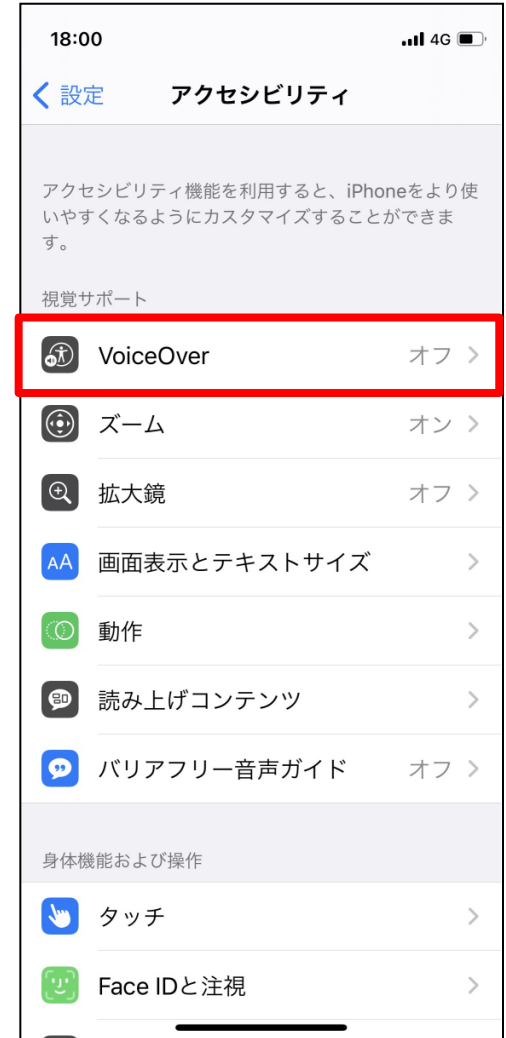 18:00 4G
設定 アクセシビリティ
アクセシビリティ機能を利用すると、iPhoneをより使
いやすくなるようにカスタマイズすることができま
す。
視覚サポート
VoiceOver オフ
ズーム オン
拡大鏡 オフ
AA 画面表示とテキストサイズ
動作
読み上げコンテンツ
バリアフリー音声ガイド オフ
身体機能および操作
タッチ
Face IDと注視